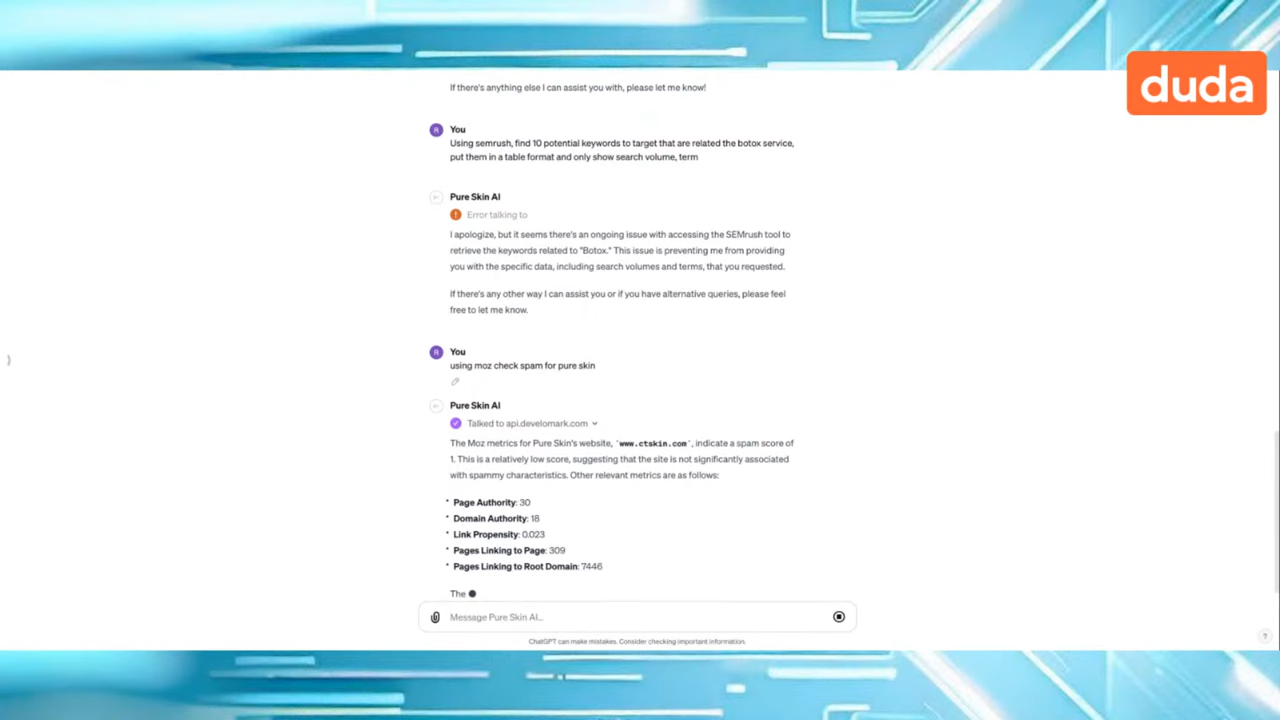 duda
If there's anything else I can assist you with, please let me know!
R You
Using semrush, find 10 potential keywords to target that are related the botox service,
put them in a table format and only show search volume, term
Pure Skin AI
! Error talking to
I apologize, but it seems there's an ongoing issue with accessing the SEMrush tool to
retrieve the keywords related to "Botox." This issue is preventing me from providing
you with the specific data, including search volumes and terms, that you requested.
If there's any other way I can assist you or if you have alternative queries, please feel
free to let me know.
R You
using moz check spam for pure skin
Pure Skin AI
Talked to api.develomark.com
The Moz metrics for Pure Skin's website, `www.ctskin.com`, indicate a spam score of
1. This is a relatively low score, suggesting that the site is not significantly associated
with spammy characteristics. Other relevant metrics are as follows:
• Page Authority: 30
• Domain Authority: 18
• Link Propensity: 0.023
• Pages Linking to Page: 309
• Pages Linking to Root Domain: 7446
The
Message Pure Skin AI...
ChatGPT can make mistakes. Consider checking important information.
?